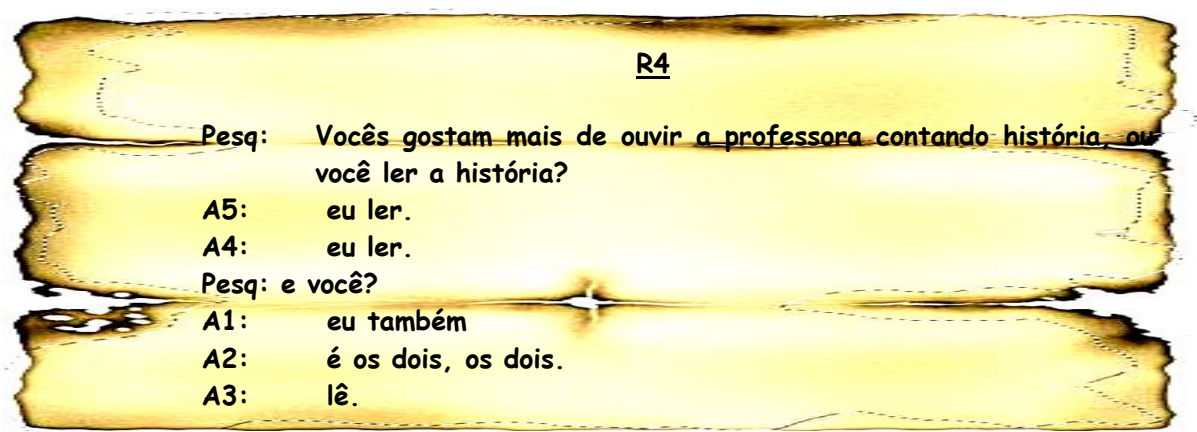 R4
Pesq: Vocês gostam mais de ouvir a professora contando história, ou
você ler a história?
A5: eu ler.
A4: eu ler.
Pesq: e você?
A1: eu também
A2: é os dois, os dois.
A3: lê.